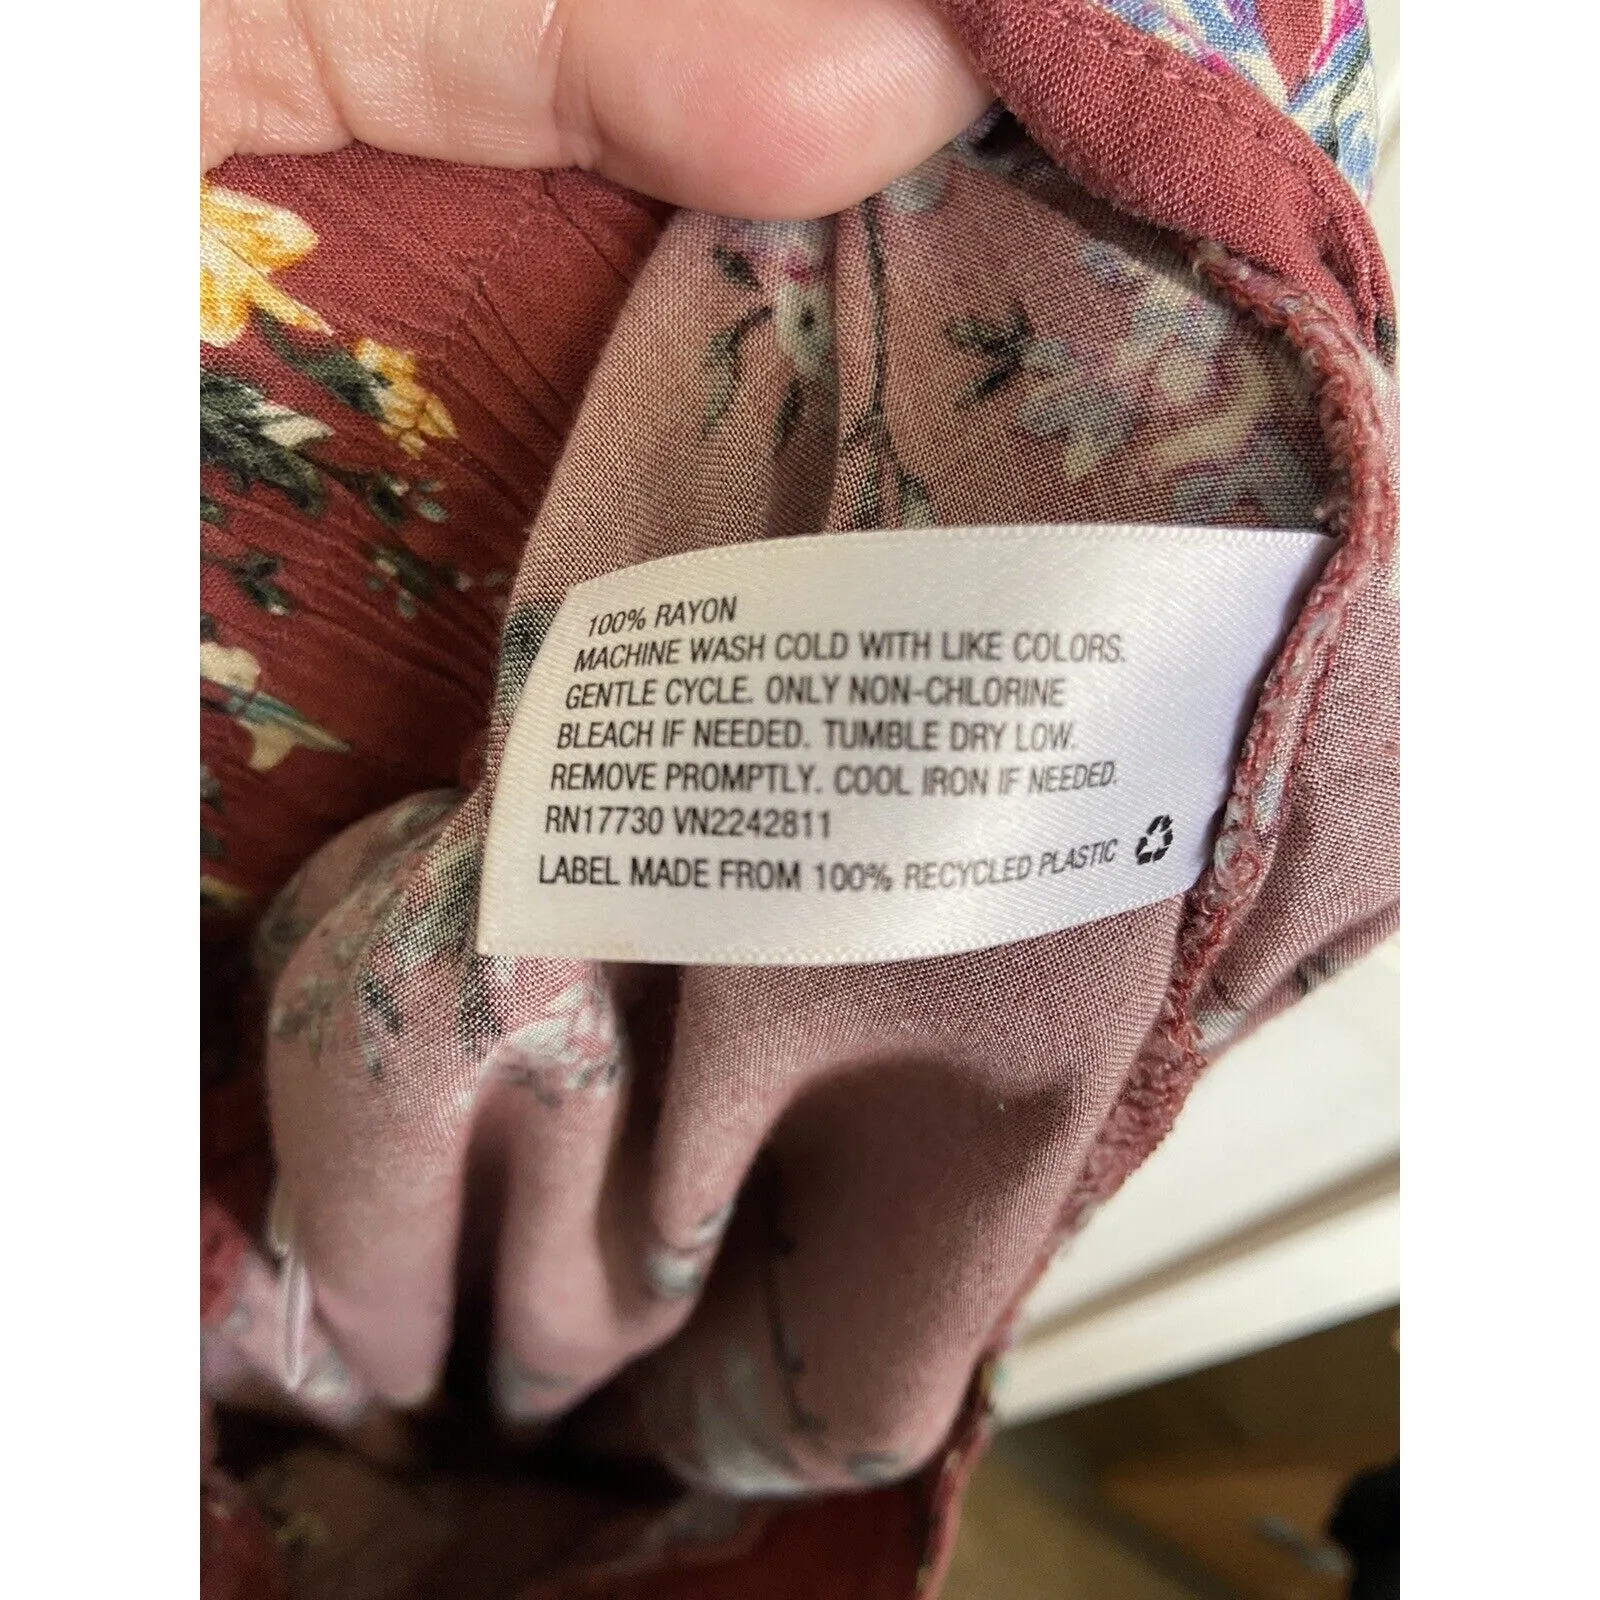 100% RAYON
MACHINE WASH COLD WITH LIKE COLORS.
GENTLE CYCLE. ONLY NON-CHLORINE
BLEACH IF NEEDED. TUMBLE DRY LOW.
REMOVE PROMPTLY. COOL IRON IF NEEDED.
RN17730 VN2242811
LABEL MADE FROM 100% RECYCLED PLASTIC